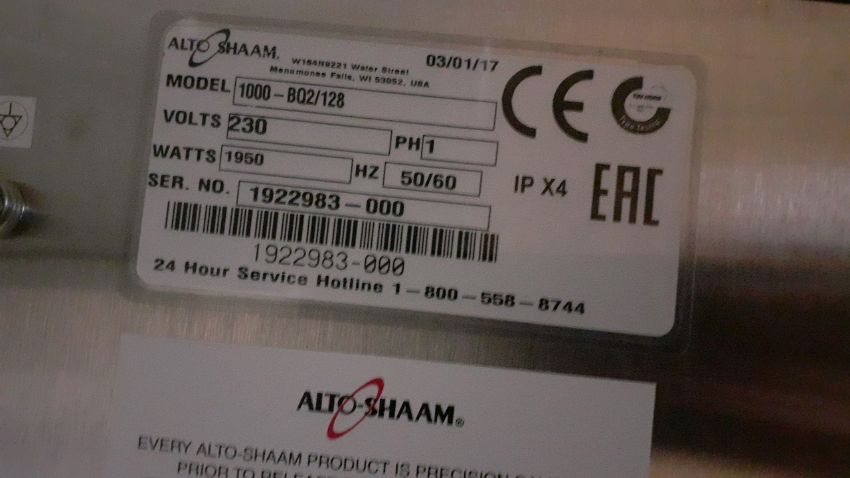 ALTO-SHAAM.
W164N9221 Water Street
Menomonee Falls, WI 53052, USA
03/01/17
MODEL 1000-BQ2/128
VOLTS 230 PH 1
WATTS 1950 HZ 50/60
SER. NO. 1922983-000
CE
IP X4
EAC
1922983-000
24 Hour Service Hotline 1-800-558-8744
ALTO-SHAAM®
EVERY ALTO-SHAAM PRODUCT IS PRECISION
PRIOR TO